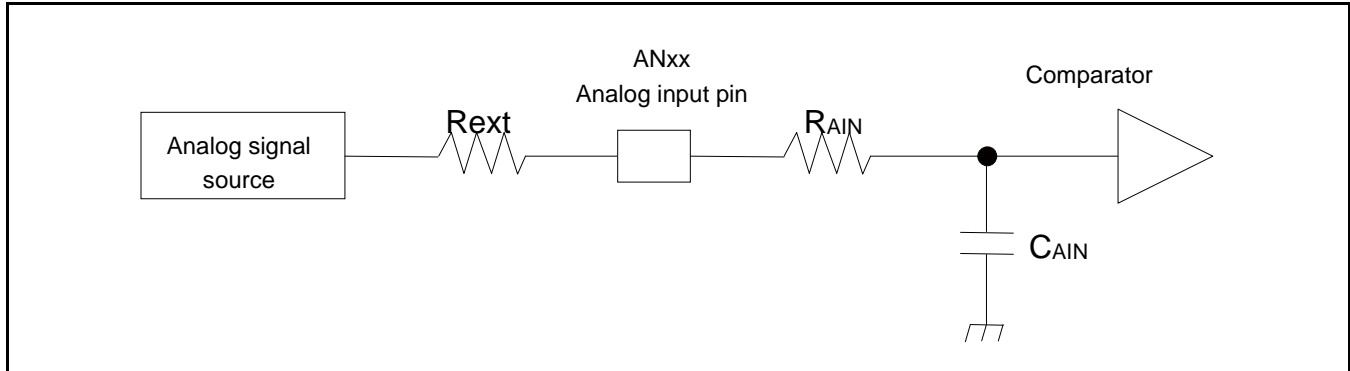 ANxx
Analog input pin
Comparator
Rext
RAIN
Analog signal
source
CAIN